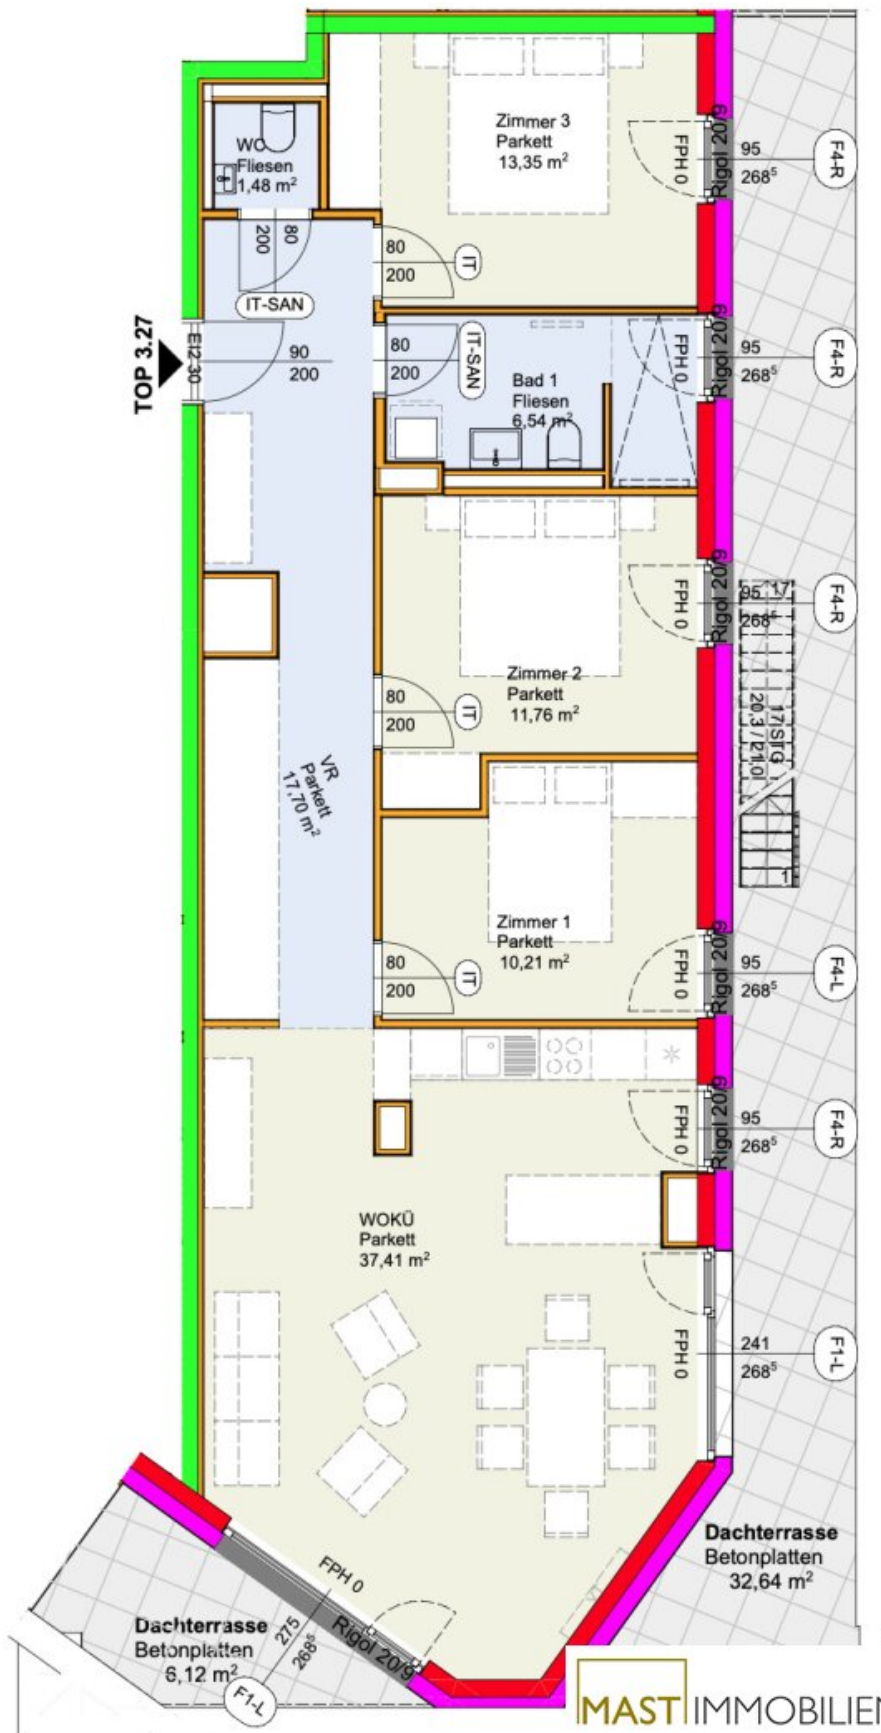 Zimmer 3
Parkett
13,35 m²
Rigol 20/9
FPH 0
95
268⁵
F4-R
WC
Fliesen
1,48 m²
80
200
IT-SAN
80
200
IT
TOP 3.27
EI2 30
90
200
80
200
IT-SAN
Bad 1
Fliesen
6,54 m²
FPH 0
Rigol 20/9
95
268⁵
F4-R
Zimmer 2
Parkett
11,76 m²
80
200
IT
FPH 0
Rigol 20/9
95
268⁵
F4-R
17
17 STG
20,3 / 21,0
1
VR
Parkett
17,70 m²
Zimmer 1
Parkett
10,21 m²
80
200
IT
FPH 0
Rigol 20/9
95
268⁵
F4-L
FPH 0
Rigol 20/9
95
268⁵
F4-R
WOKÜ
Parkett
37,41 m²
FPH 0
241
268⁵
F1-L
Dachterrasse
Betonplatten
32,64 m²
FPH 0
275
268⁵
Rigol 20/9
F1-L
Dachterrasse
Betonplatten
6,12 m²
MAST IMMOBILIEN